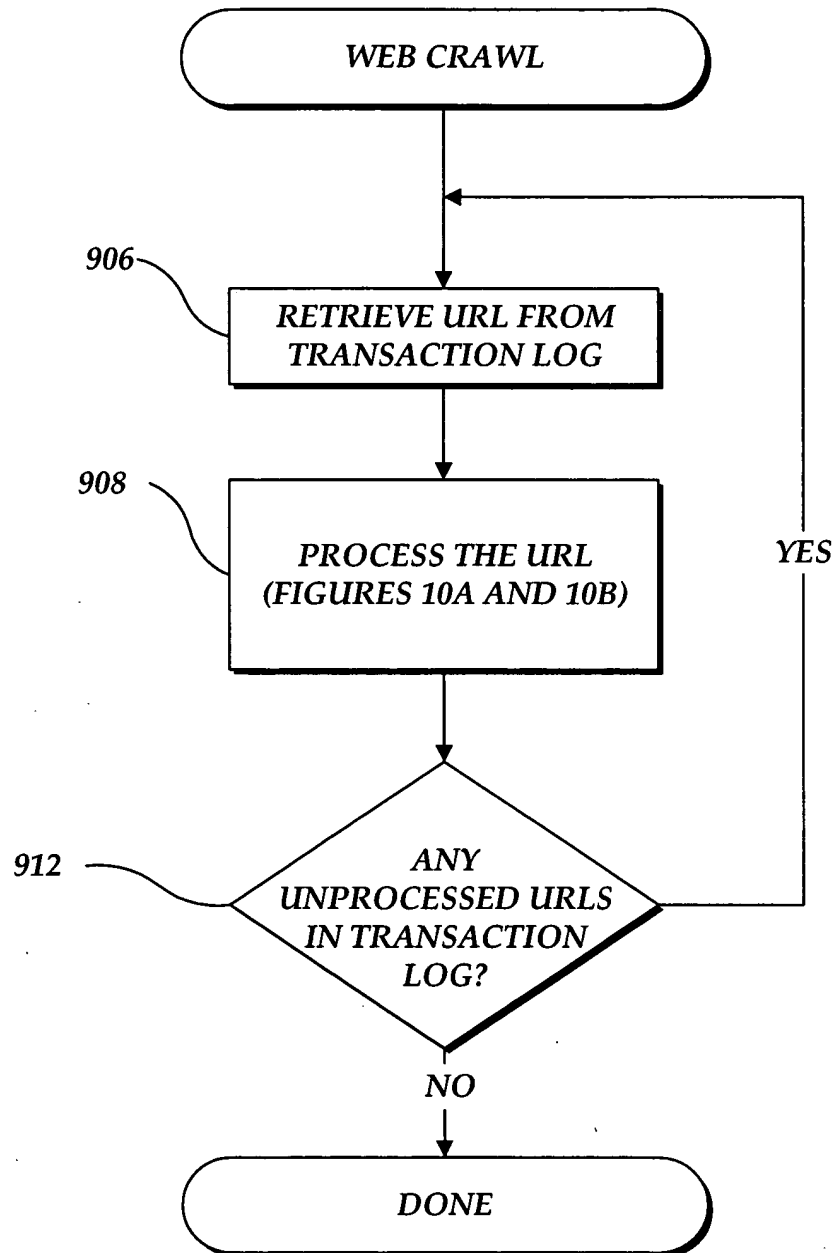 WEB CRAWL
906
RETRIEVE URL FROM
TRANSACTION LOG
908
PROCESS THE URL
(FIGURES 10A AND 10B)
YES
912
ANY
UNPROCESSED URLS
IN TRANSACTION
LOG?
NO
DONE